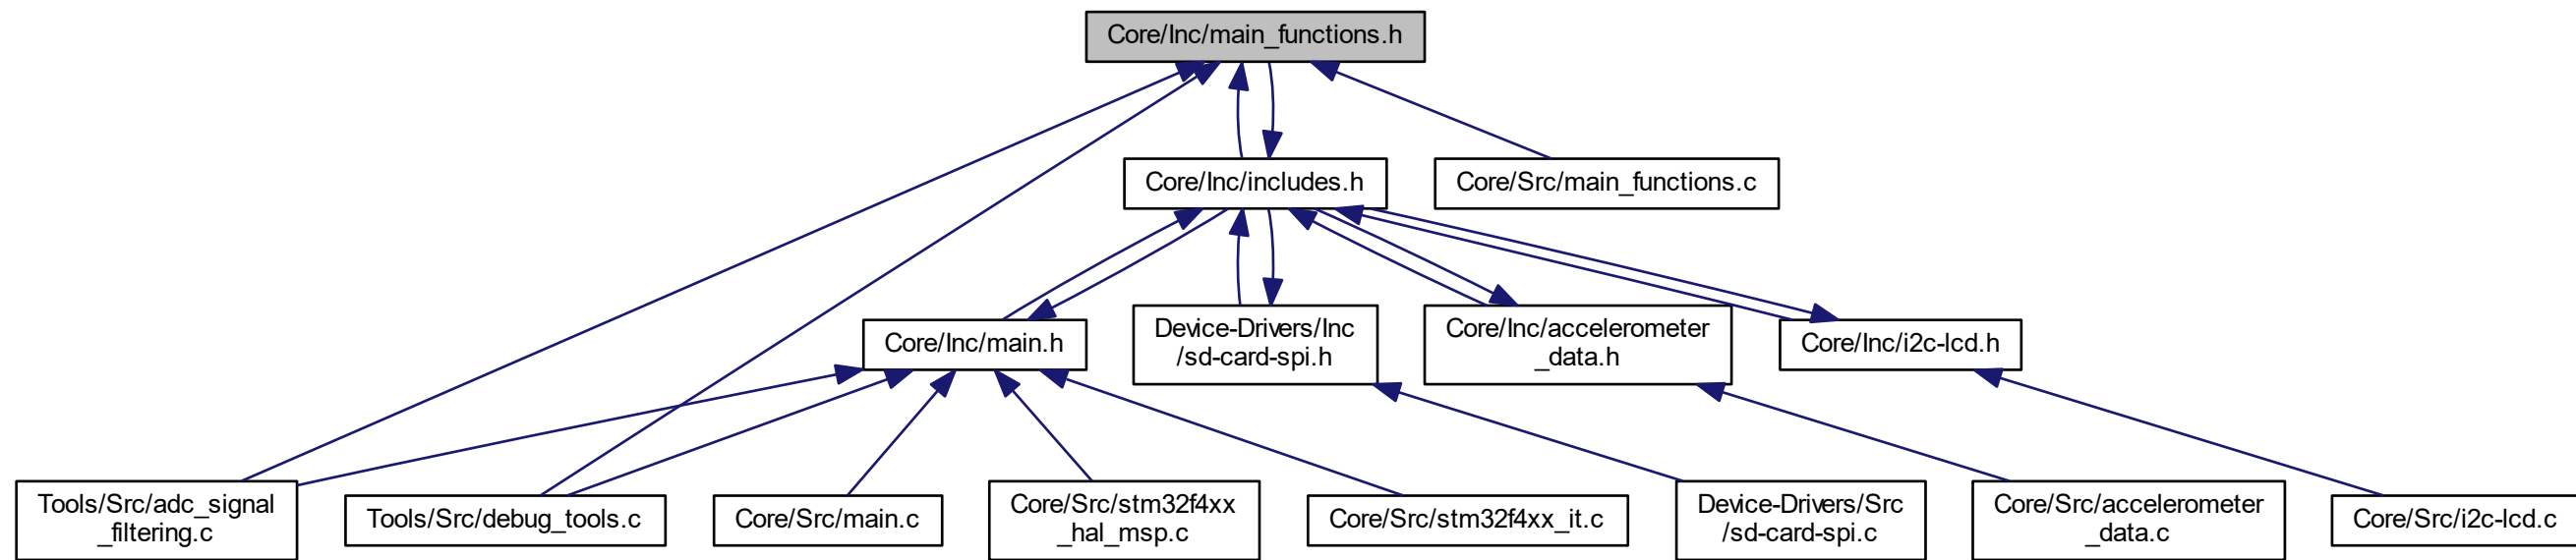 Core/Inc/main_functions.h
Core/Inc/includes.h
Core/Src/main_functions.c
Core/Inc/main.h
Device-Drivers/Inc
/sd-card-spi.h
Core/Inc/accelerometer
_data.h
Core/Inc/i2c-lcd.h
Tools/Src/adc_signal
_filtering.c
Tools/Src/debug_tools.c
Core/Src/main.c
Core/Src/stm32f4xx
_hal_msp.c
Core/Src/stm32f4xx_it.c
Device-Drivers/Src
/sd-card-spi.c
Core/Src/accelerometer
_data.c
Core/Src/i2c-lcd.c